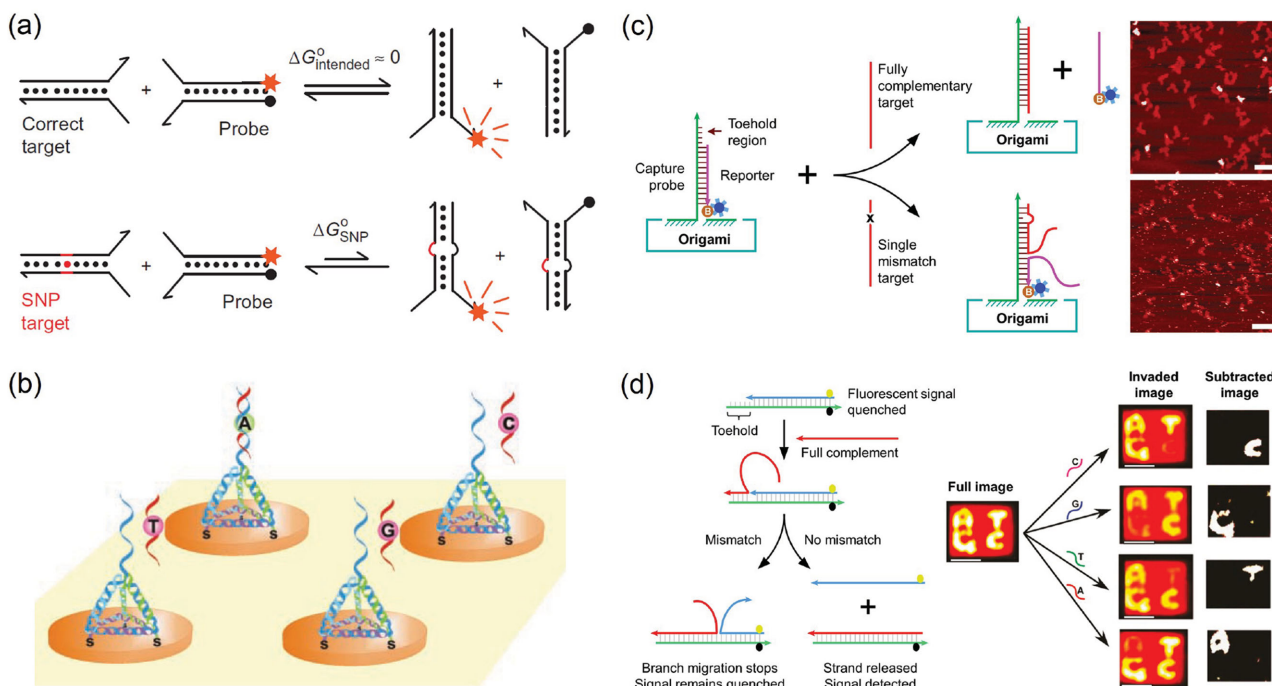 (a)
ΔG°intended ≈ 0
+
+
Correct
target
Probe
ΔG°SNP
+
+
SNP
target
Probe
(b)
A
C
T
G
S S
S S
S S
S S
(c)
Fully
complementary
target
+
B
Origami
Toehold
region
Capture
probe
Reporter
+
B
Origami
x
Single
mismatch
target
B
Origami
(d)
Fluorescent signal
quenched
Toehold
Full complement
Mismatch
No mismatch
+
Branch migration stops
Signal remains quenched
Strand released
Signal detected
Invaded
image
Subtracted
image
Full image
A T
G C
C
A T
G
C
G
A
T
C
G
T
A
G C
T
A
T
G C
A